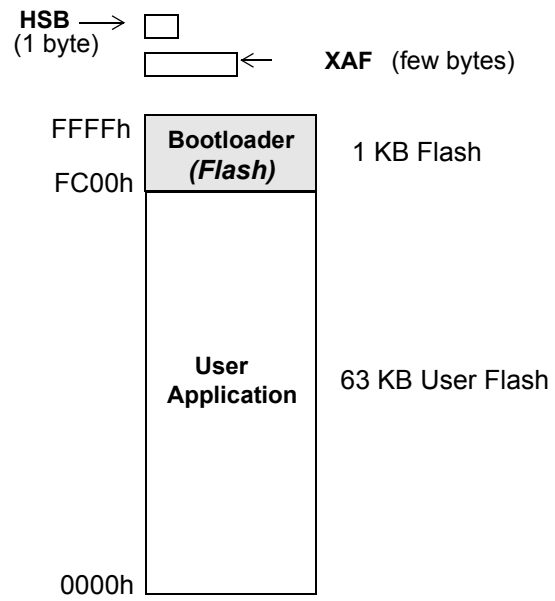 HSB
(1 byte)
XAF (few bytes)
FFFFh
Bootloader
(Flash)
1 KB Flash
FC00h
User
Application
63 KB User Flash
0000h